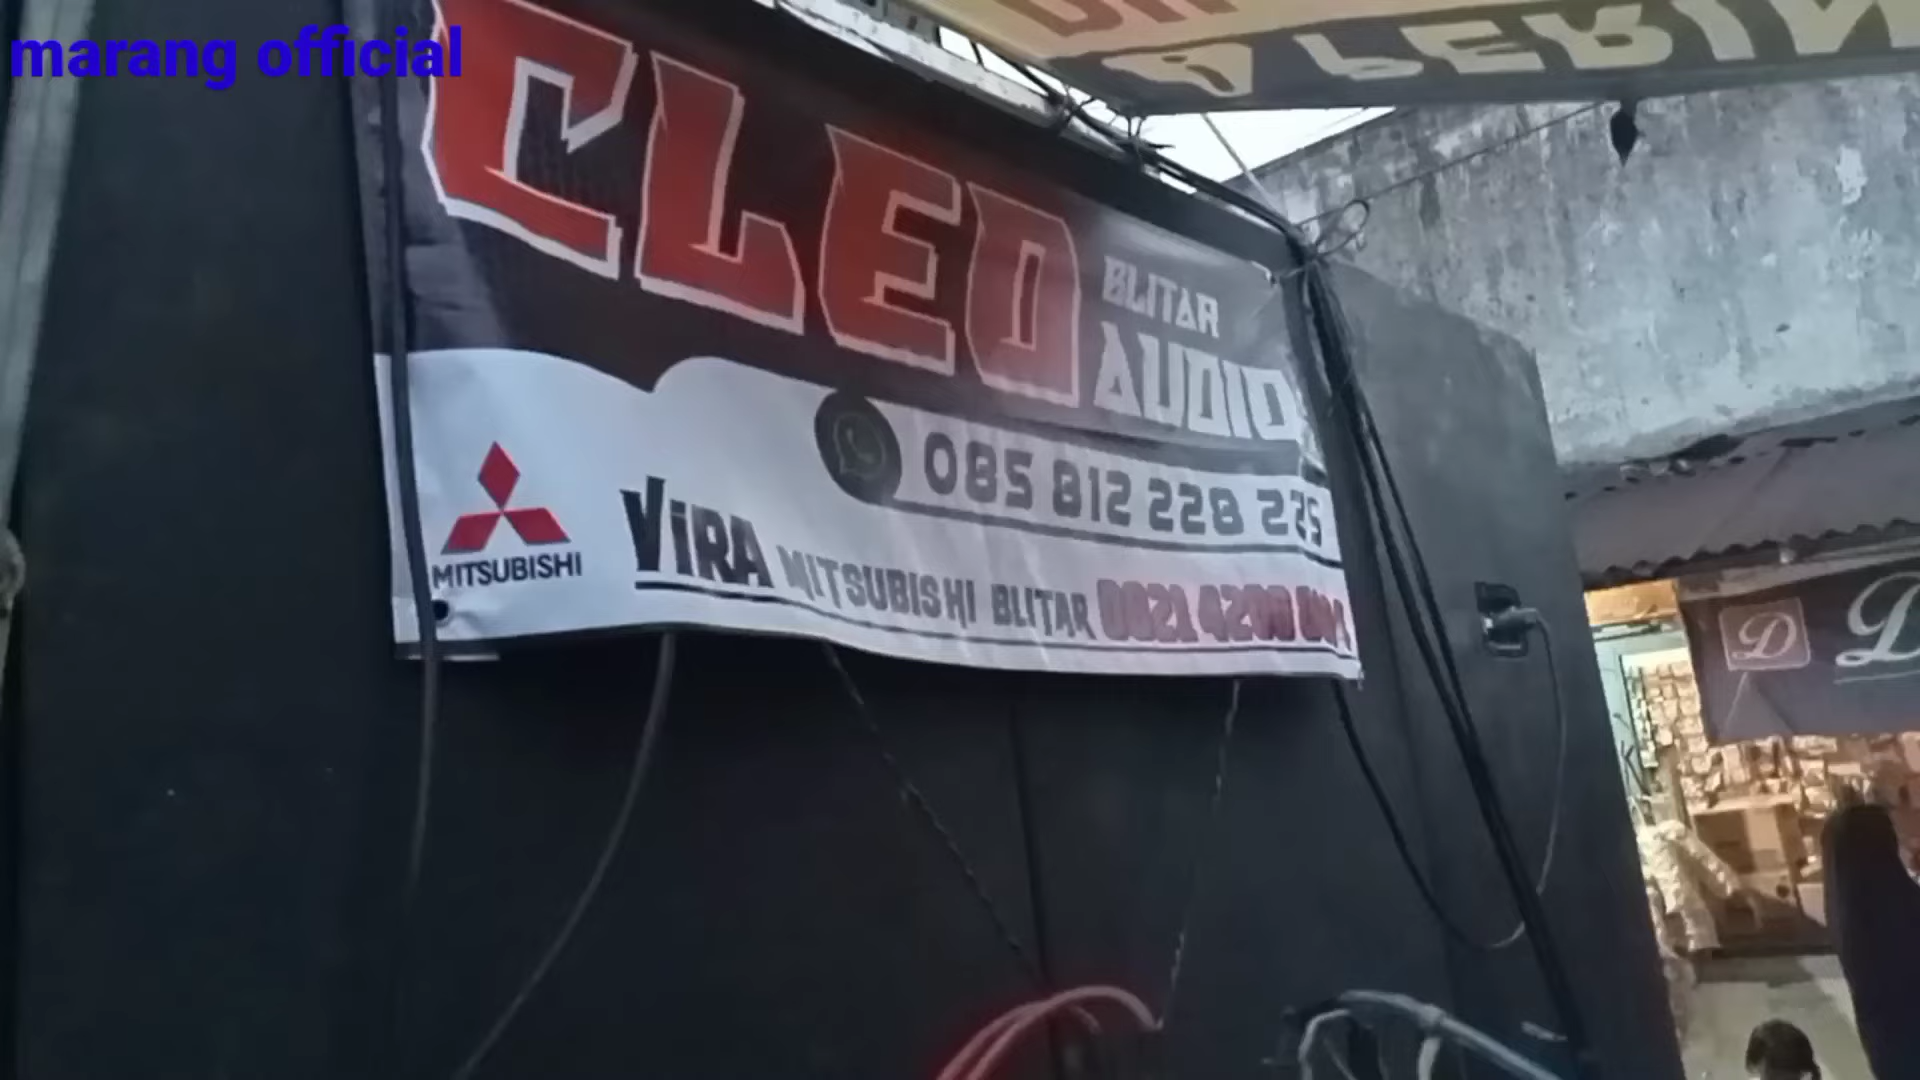 marang official
CLEO
BLITAR
AUDIO
085 812 228 225
MITSUBISHI
VIRA MITSUBISHI BLITAR
D